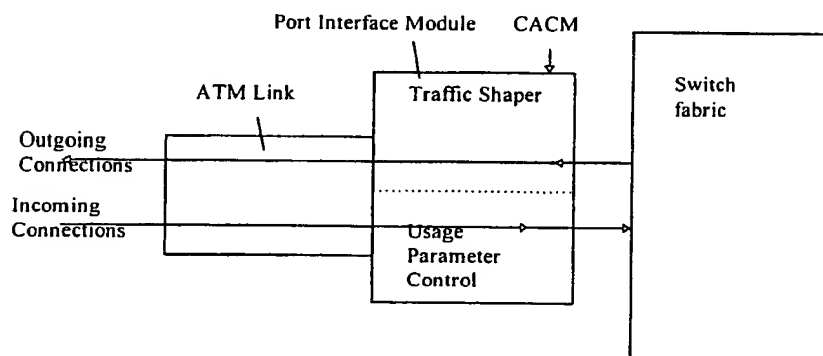 Port Interface Module
CACM
ATM Link
Traffic Shaper
Switch
fabric
Outgoing
Connections
Incoming
Connections
Usage
Parameter
Control